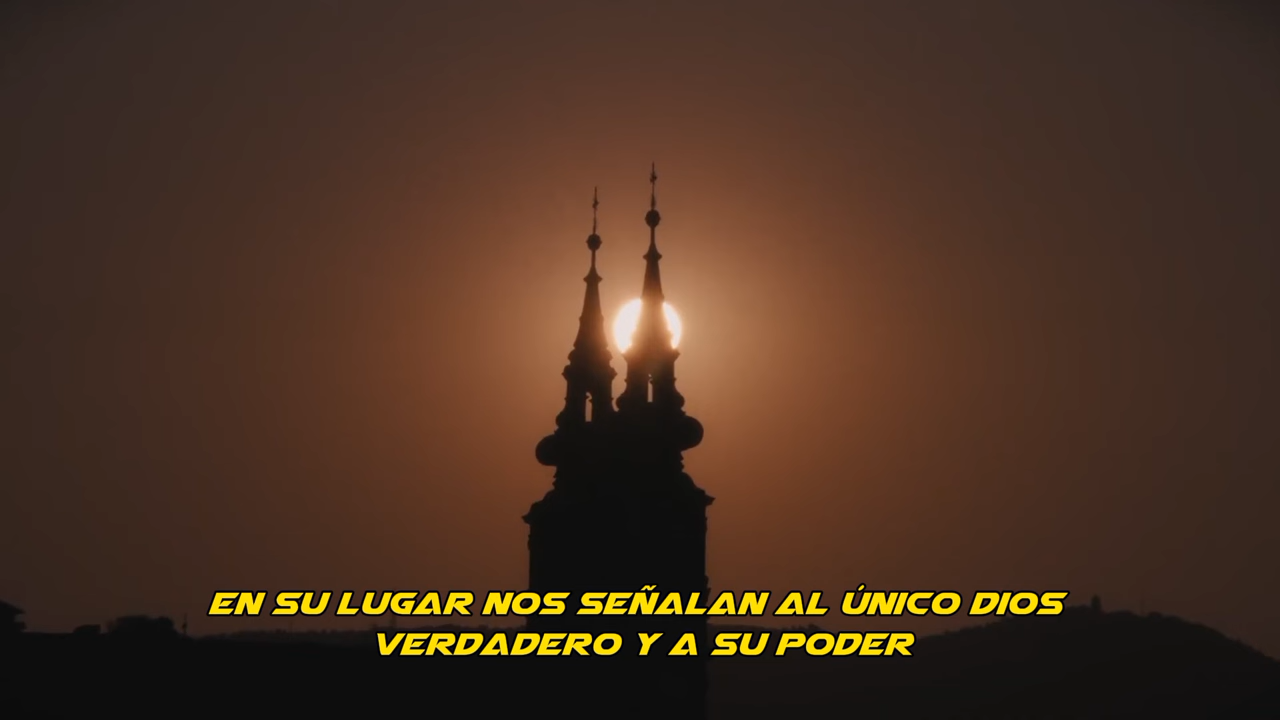 EN SU LUGAR NOS SEÑALAN AL ÚNICO DIOS
VERDADERO Y A SU PODER